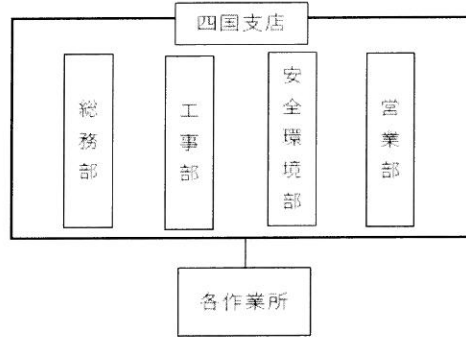 四国支店
総務部
工事部
安全環境部
営業部
各作業所